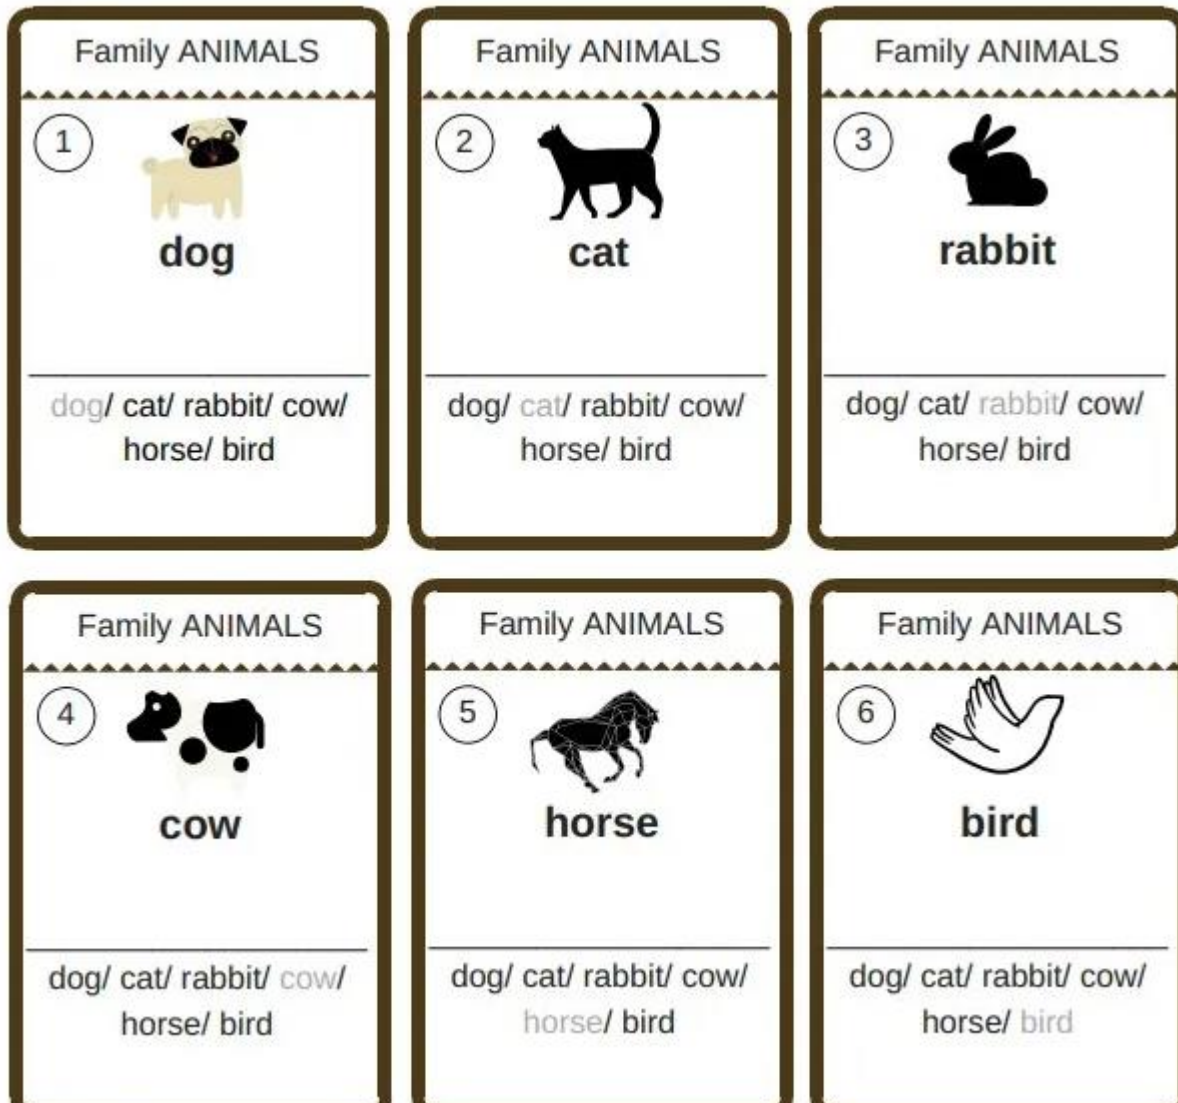 Family ANIMALS
1
dog
dog/ cat/ rabbit/ cow/
horse/ bird
Family ANIMALS
2
cat
dog/ cat/ rabbit/ cow/
horse/ bird
Family ANIMALS
3
rabbit
dog/ cat/ rabbit/ cow/
horse/ bird
Family ANIMALS
4
cow
dog/ cat/ rabbit/ cow/
horse/ bird
Family ANIMALS
5
horse
dog/ cat/ rabbit/ cow/
horse/ bird
Family ANIMALS
6
bird
dog/ cat/ rabbit/ cow/
horse/ bird